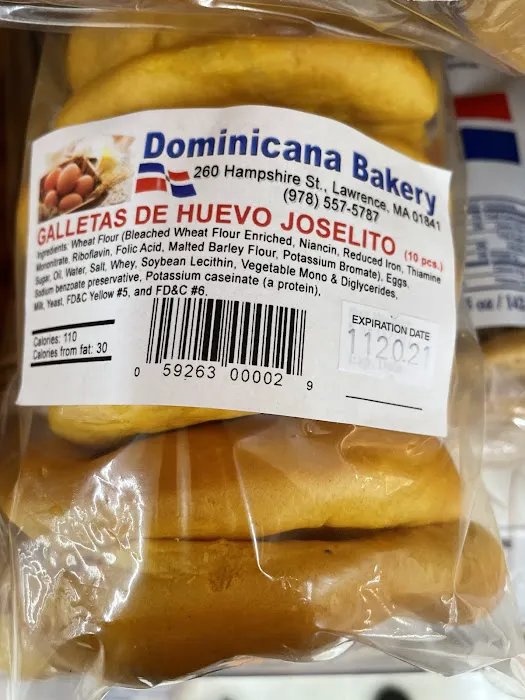 Dominicana Bakery
260 Hampshire St., Lawrence, MA 01841
(978) 557-5787
GALLETAS DE HUEVO JOSELITO (10 pcs.)
Ingredients: Wheat Flour (Bleached Wheat Flour Enriched, Niancin, Reduced Iron, Thiamine
Mononitrate, Riboflavin, Folic Acid, Malted Barley Flour, Potassium Bromate), Eggs,
Sugar, Oil, Water, Salt, Whey, Soybean Lecithin, Vegetable Mono & Diglycerides,
Sodium benzoate preservative, Potassium caseinate (a protein),
Milk, Yeast, FD&C Yellow #5, and FD&C #6.
Calories: 110
Calories from fat: 30
EXPIRATION DATE
112021
0 59263 00002 9